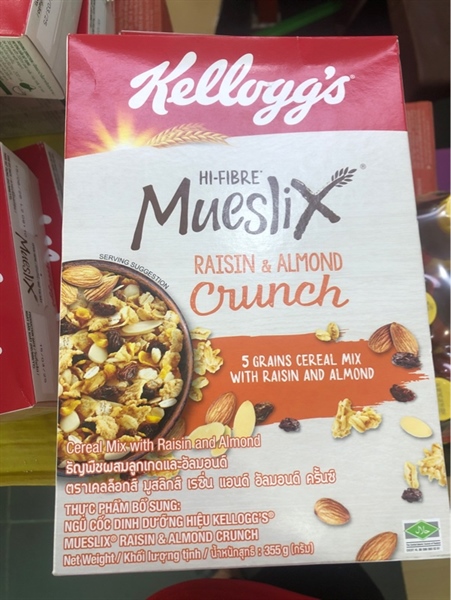 Kellogg's®
HI-FIBRE*
MuesliX®
SERVING SUGGESTION
RAISIN & ALMOND
Crunch
5 GRAINS CEREAL MIX
WITH RAISIN AND ALMOND
Cereal Mix with Raisin and Almond
ธัญพืชผสมลูกเกดและอัลมอนด์
ตราเคลล็อกส์ มูสลิกส์ เรซิ่น แอนด์ อัลมอนด์ ครั้นซ์
THỰC PHẨM BỔ SUNG:
NGŨ CỐC DINH DƯỠNG HIỆU KELLOGG'S®
MUESLIX® RAISIN & ALMOND CRUNCH
Net Weight / Khối lượng tịnh / น้ำหนักสุทธิ : 355g (กรัม)